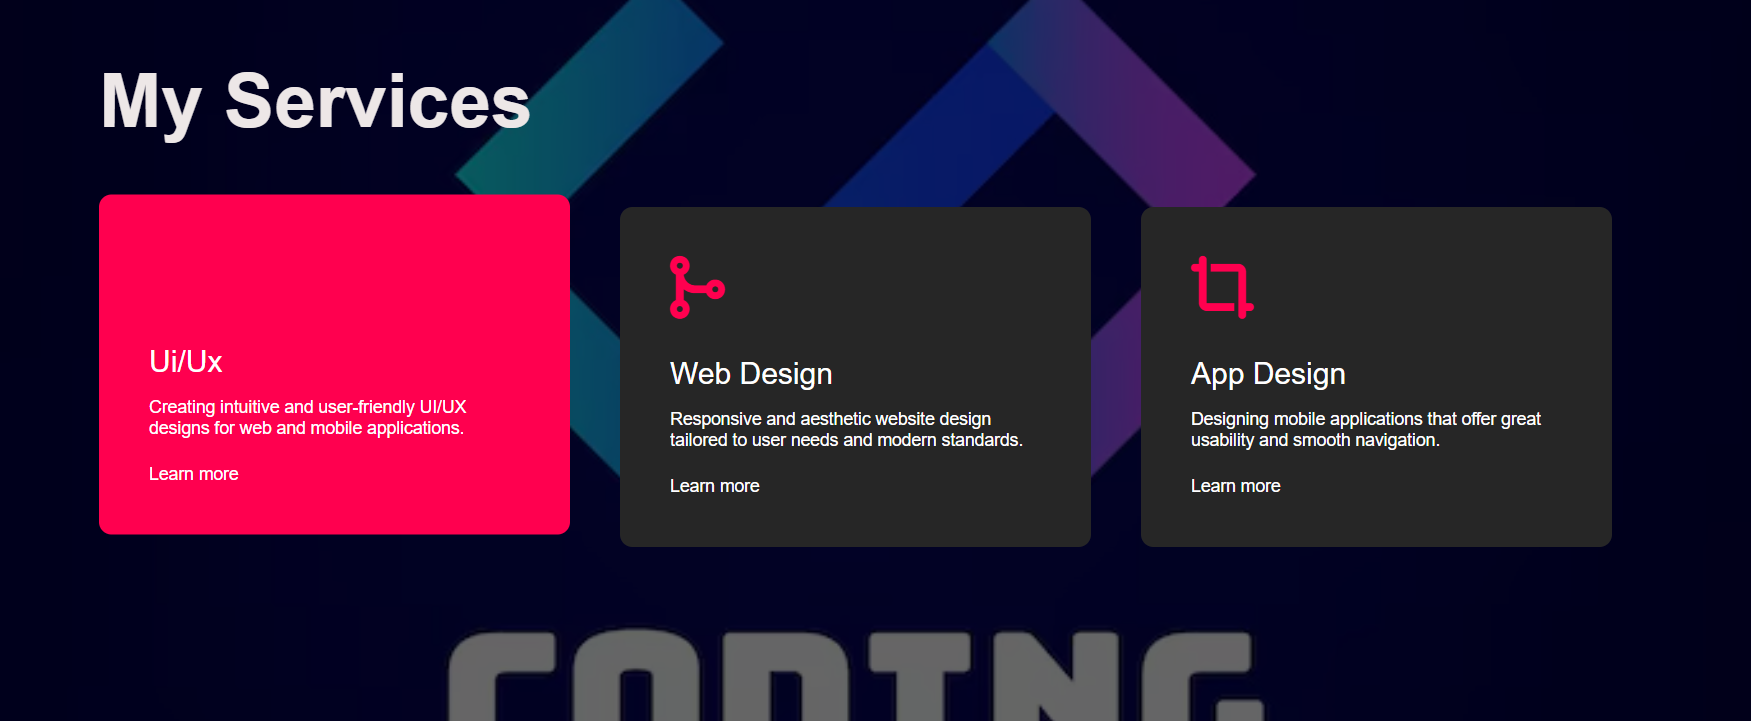 My Services
Ui/Ux
Creating intuitive and user-friendly UI/UX
designs for web and mobile applications.
Learn more
Web Design
Responsive and aesthetic website design
tailored to user needs and modern standards.
Learn more
App Design
Designing mobile applications that offer great
usability and smooth navigation.
Learn more
CODING